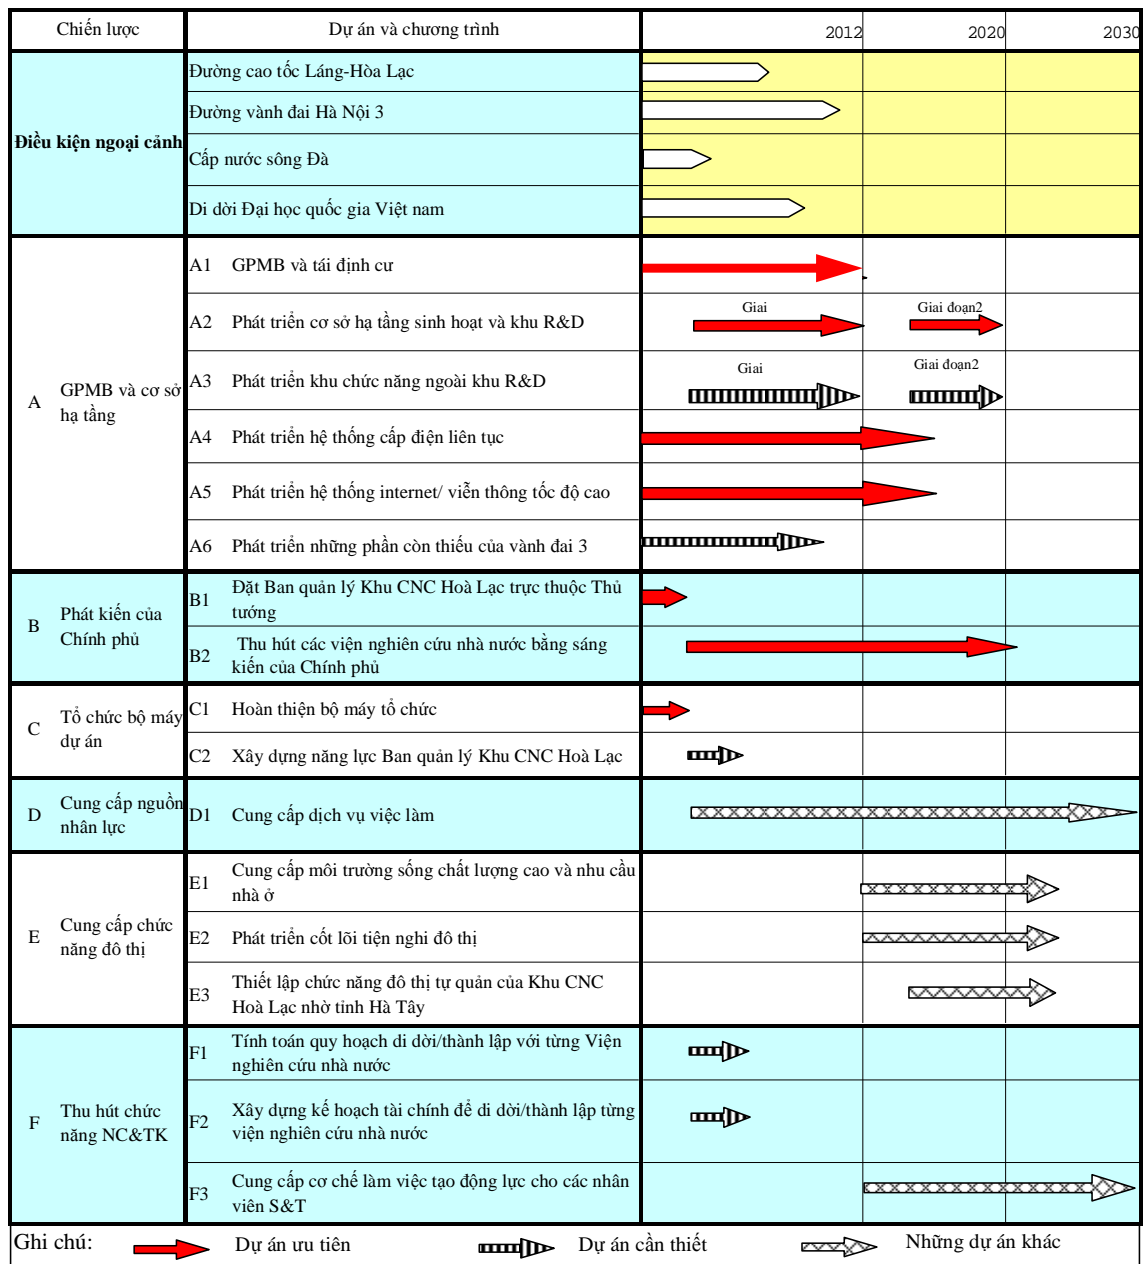 Chiến lược
Dự án và chương trình
2012
2020
2030
Điều kiện ngoại cảnh
Đường cao tốc Láng-Hòa Lạc
Đường vành đai Hà Nội 3
Cấp nước sông Đà
Di dời Đại học quốc gia Việt nam
A
GPMB và cơ sở
hạ tầng
A1 GPMB và tái định cư
A2 Phát triển cơ sở hạ tầng sinh hoạt và khu R&D
Giai
Giai đoạn2
A3 Phát triển khu chức năng ngoài khu R&D
Giai
Giai đoạn2
A4 Phát triển hệ thống cấp điện liên tục
A5 Phát triển hệ thống internet/ viễn thông tốc độ cao
A6 Phát triển những phần còn thiếu của vành đai 3
B
Phát kiến của
Chính phủ
B1 Đặt Ban quản lý Khu CNC Hoà Lạc trực thuộc Thủ
tướng
B2 Thu hút các viện nghiên cứu nhà nước bằng sáng
kiến của Chính phủ
C
Tổ chức bộ máy
dự án
C1 Hoàn thiện bộ máy tổ chức
C2 Xây dựng năng lực Ban quản lý Khu CNC Hoà Lạc
D
Cung cấp nguồn
nhân lực
D1 Cung cấp dịch vụ việc làm
E
Cung cấp chức
năng đô thị
E1 Cung cấp môi trường sống chất lượng cao và nhu cầu
nhà ở
E2 Phát triển cốt lõi tiện nghi đô thị
E3 Thiết lập chức năng đô thị tự quản của Khu CNC
Hoà Lạc nhờ tỉnh Hà Tây
F
Thu hút chức
năng NC&TK
F1 Tính toán quy hoạch di dời/thành lập với từng Viện
nghiên cứu nhà nước
F2 Xây dựng kế hoạch tài chính để di dời/thành lập từng
viện nghiên cứu nhà nước
F3 Cung cấp cơ chế làm việc tạo động lực cho các nhân
viên S&T
Ghi chú:
Dự án ưu tiên
Dự án cần thiết
Những dự án khác